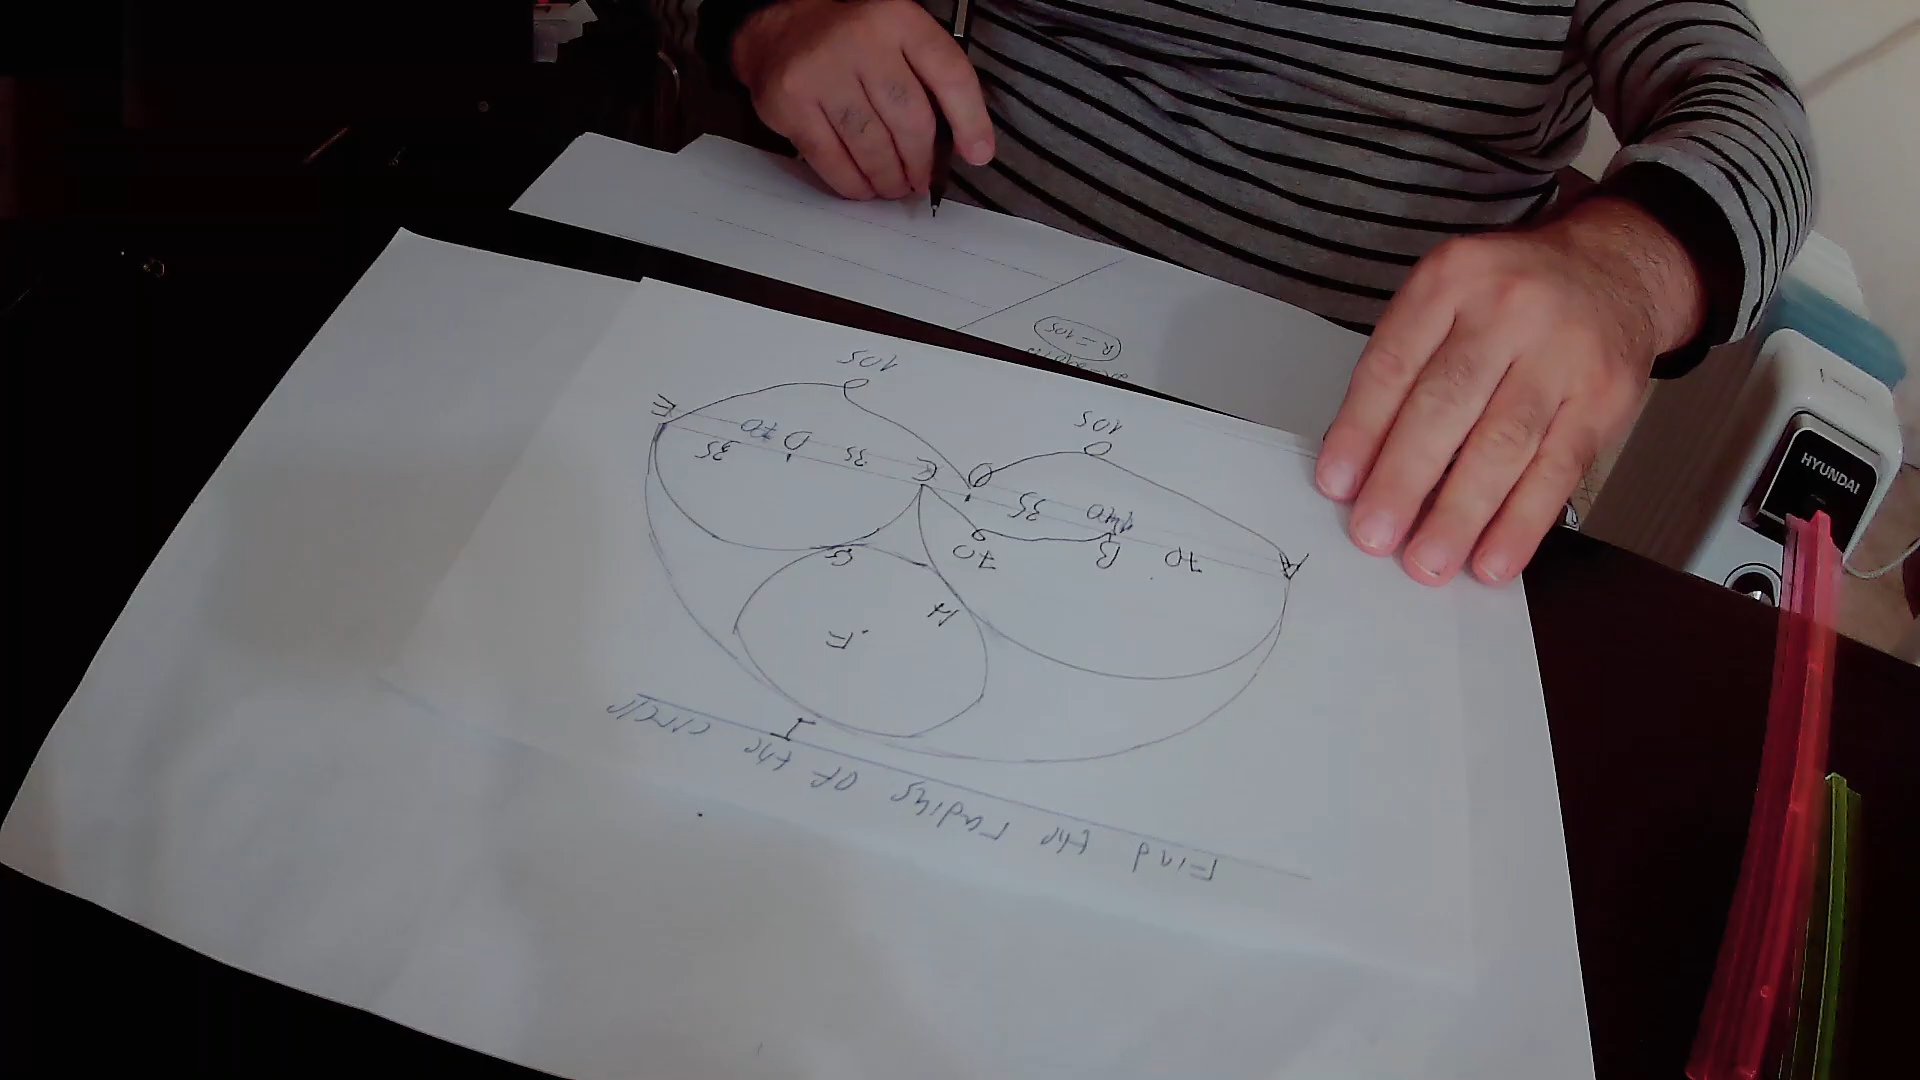 Find the radius of the circle
I
F
H
G
A
70
B
70
140
35
O
C
35
D
70
35
E
105
105
R = 105
HYUNDAI